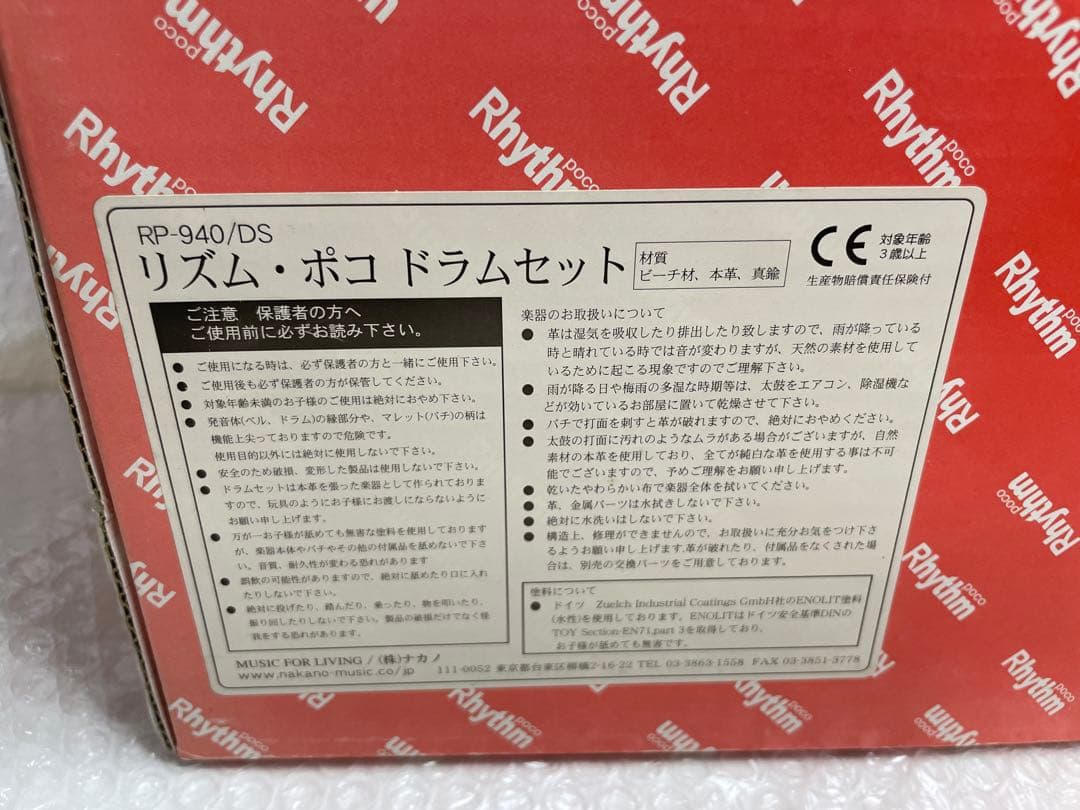 Rhythm poco
Rhythm poco
Rhythm poco
Rhythm poco
Rhythm poco
RP-940/DS
リズム・ポコ ドラムセット
材質
ビーチ材、本革、真鍮
CE
対象年齢
3歳以上
生産物賠償責任保険付
ご注意 保護者の方へ
ご使用前に必ずお読み下さい。
● ご使用になる時は、必ず保護者の方と一緒にご使用下さい。
● ご使用後も必ず保護者の方が保管してください。
● 対象年齢未満のお子様のご使用は絶対におやめ下さい。
● 発音体(ベル、ドラム)の縁部分や、マレット(バチ)の柄は
機能上尖っておりますので危険です。
使用目的以外には絶対に使用しないで下さい。
● 安全のため破損、変形した製品は使用しないで下さい。
● ドラムセットは本革を張った楽器として作られておりま
すので、玩具のようにお子様にお渡しにならないように
お願い申し上げます。
● 万が一お子様が舐めても無害な塗料を使用しております
が、楽器本体やバチやその他の付属品を舐めないで下さ
い。音質、耐久性が変わる恐れがあります
● 誤飲の可能性がありますので、絶対に舐めたり口に入れ
たりしないで下さい。
● 絶対に投げたり、踏んだり、乗ったり、物を叩いたり、
振り回したりしないで下さい。製品の破損だけでなく怪
我をする恐れがあります。
楽器のお取扱いについて
● 革は湿気を吸収したり排出したり致しますので、雨が降っている
時と晴れている時では音が変わりますが、天然の素材を使用して
いるために起こる現象ですのでご理解下さい。
● 雨が降る日や梅雨の多湿な時期等は、太鼓をエアコン、除湿機な
どが効いているお部屋に置いて乾燥させて下さい。
● バチで打面を刺すと革が破れますので、絶対におやめください。
● 太鼓の打面に汚れのようなムラがある場合がございますが、自然
素材の本革を使用しており、全てが純白な革を使用する事は不可
能でございますので、予めご理解をお願い申し上げます。
● 乾いたやわらかい布で楽器全体を拭いてください。
● 革、金属パーツは水拭きしないで下さい。
● 絶対に水洗いはしないで下さい。
● 構造上、修理ができませんので、お取扱いに充分お気をつけ下さ
るようお願い申し上げます.革が破れたり、付属品をなくされた場
合は、別売の交換パーツをご用意しております。
塗料について
● ドイツ Zuelch Industrial Coatings GmbH社のENOLIT塗料
(水性)を使用しております。ENOLITはドイツ安全基準DINの
TOY Section-EN71,part 3を取得しており、
お子様が舐めても無害です。
MUSIC FOR LIVING / (株)ナカノ
www.nakano-music.co/jp
111-0052 東京都台東区柳橋2-16-22 TEL 03-3863-1558 FAX 03-3851-3778
Rhythm poco
Rhythm poco
Rhythm poco
Rhythm poco
Rhythm poco
Rhythm poco